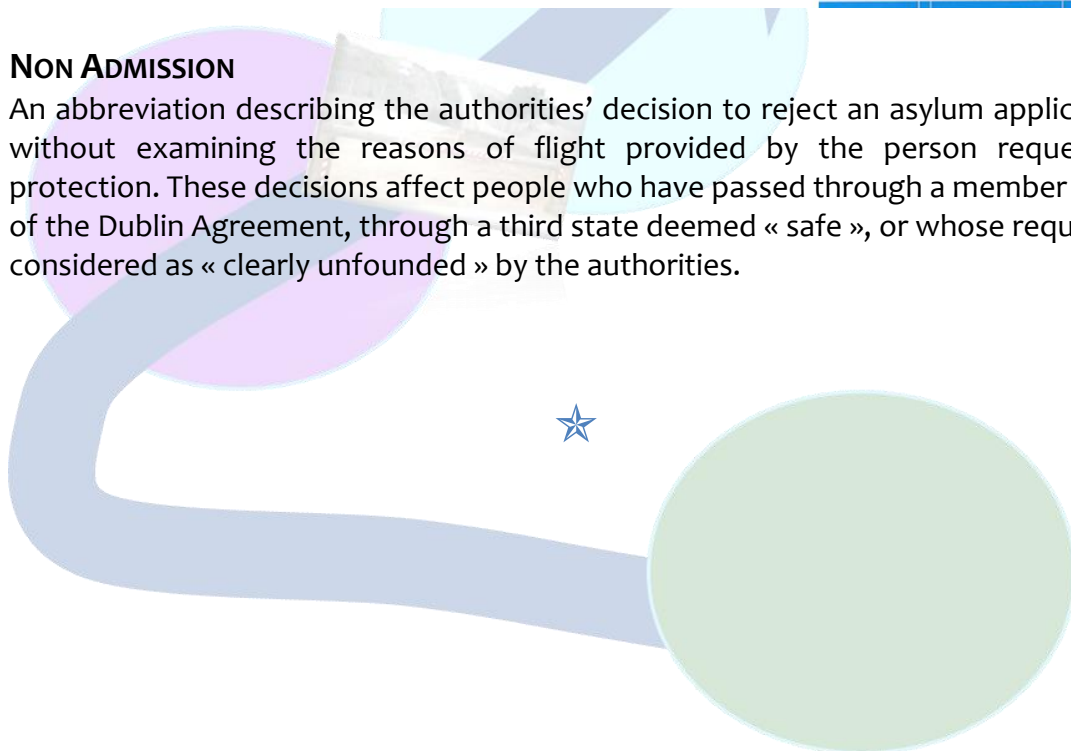 NON ADMISSION
An abbreviation describing the authorities’ decision to reject an asylum applic
without examining the reasons of flight provided by the person reque
protection. These decisions affect people who have passed through a member
of the Dublin Agreement, through a third state deemed « safe », or whose requ
considered as « clearly unfounded » by the authorities.